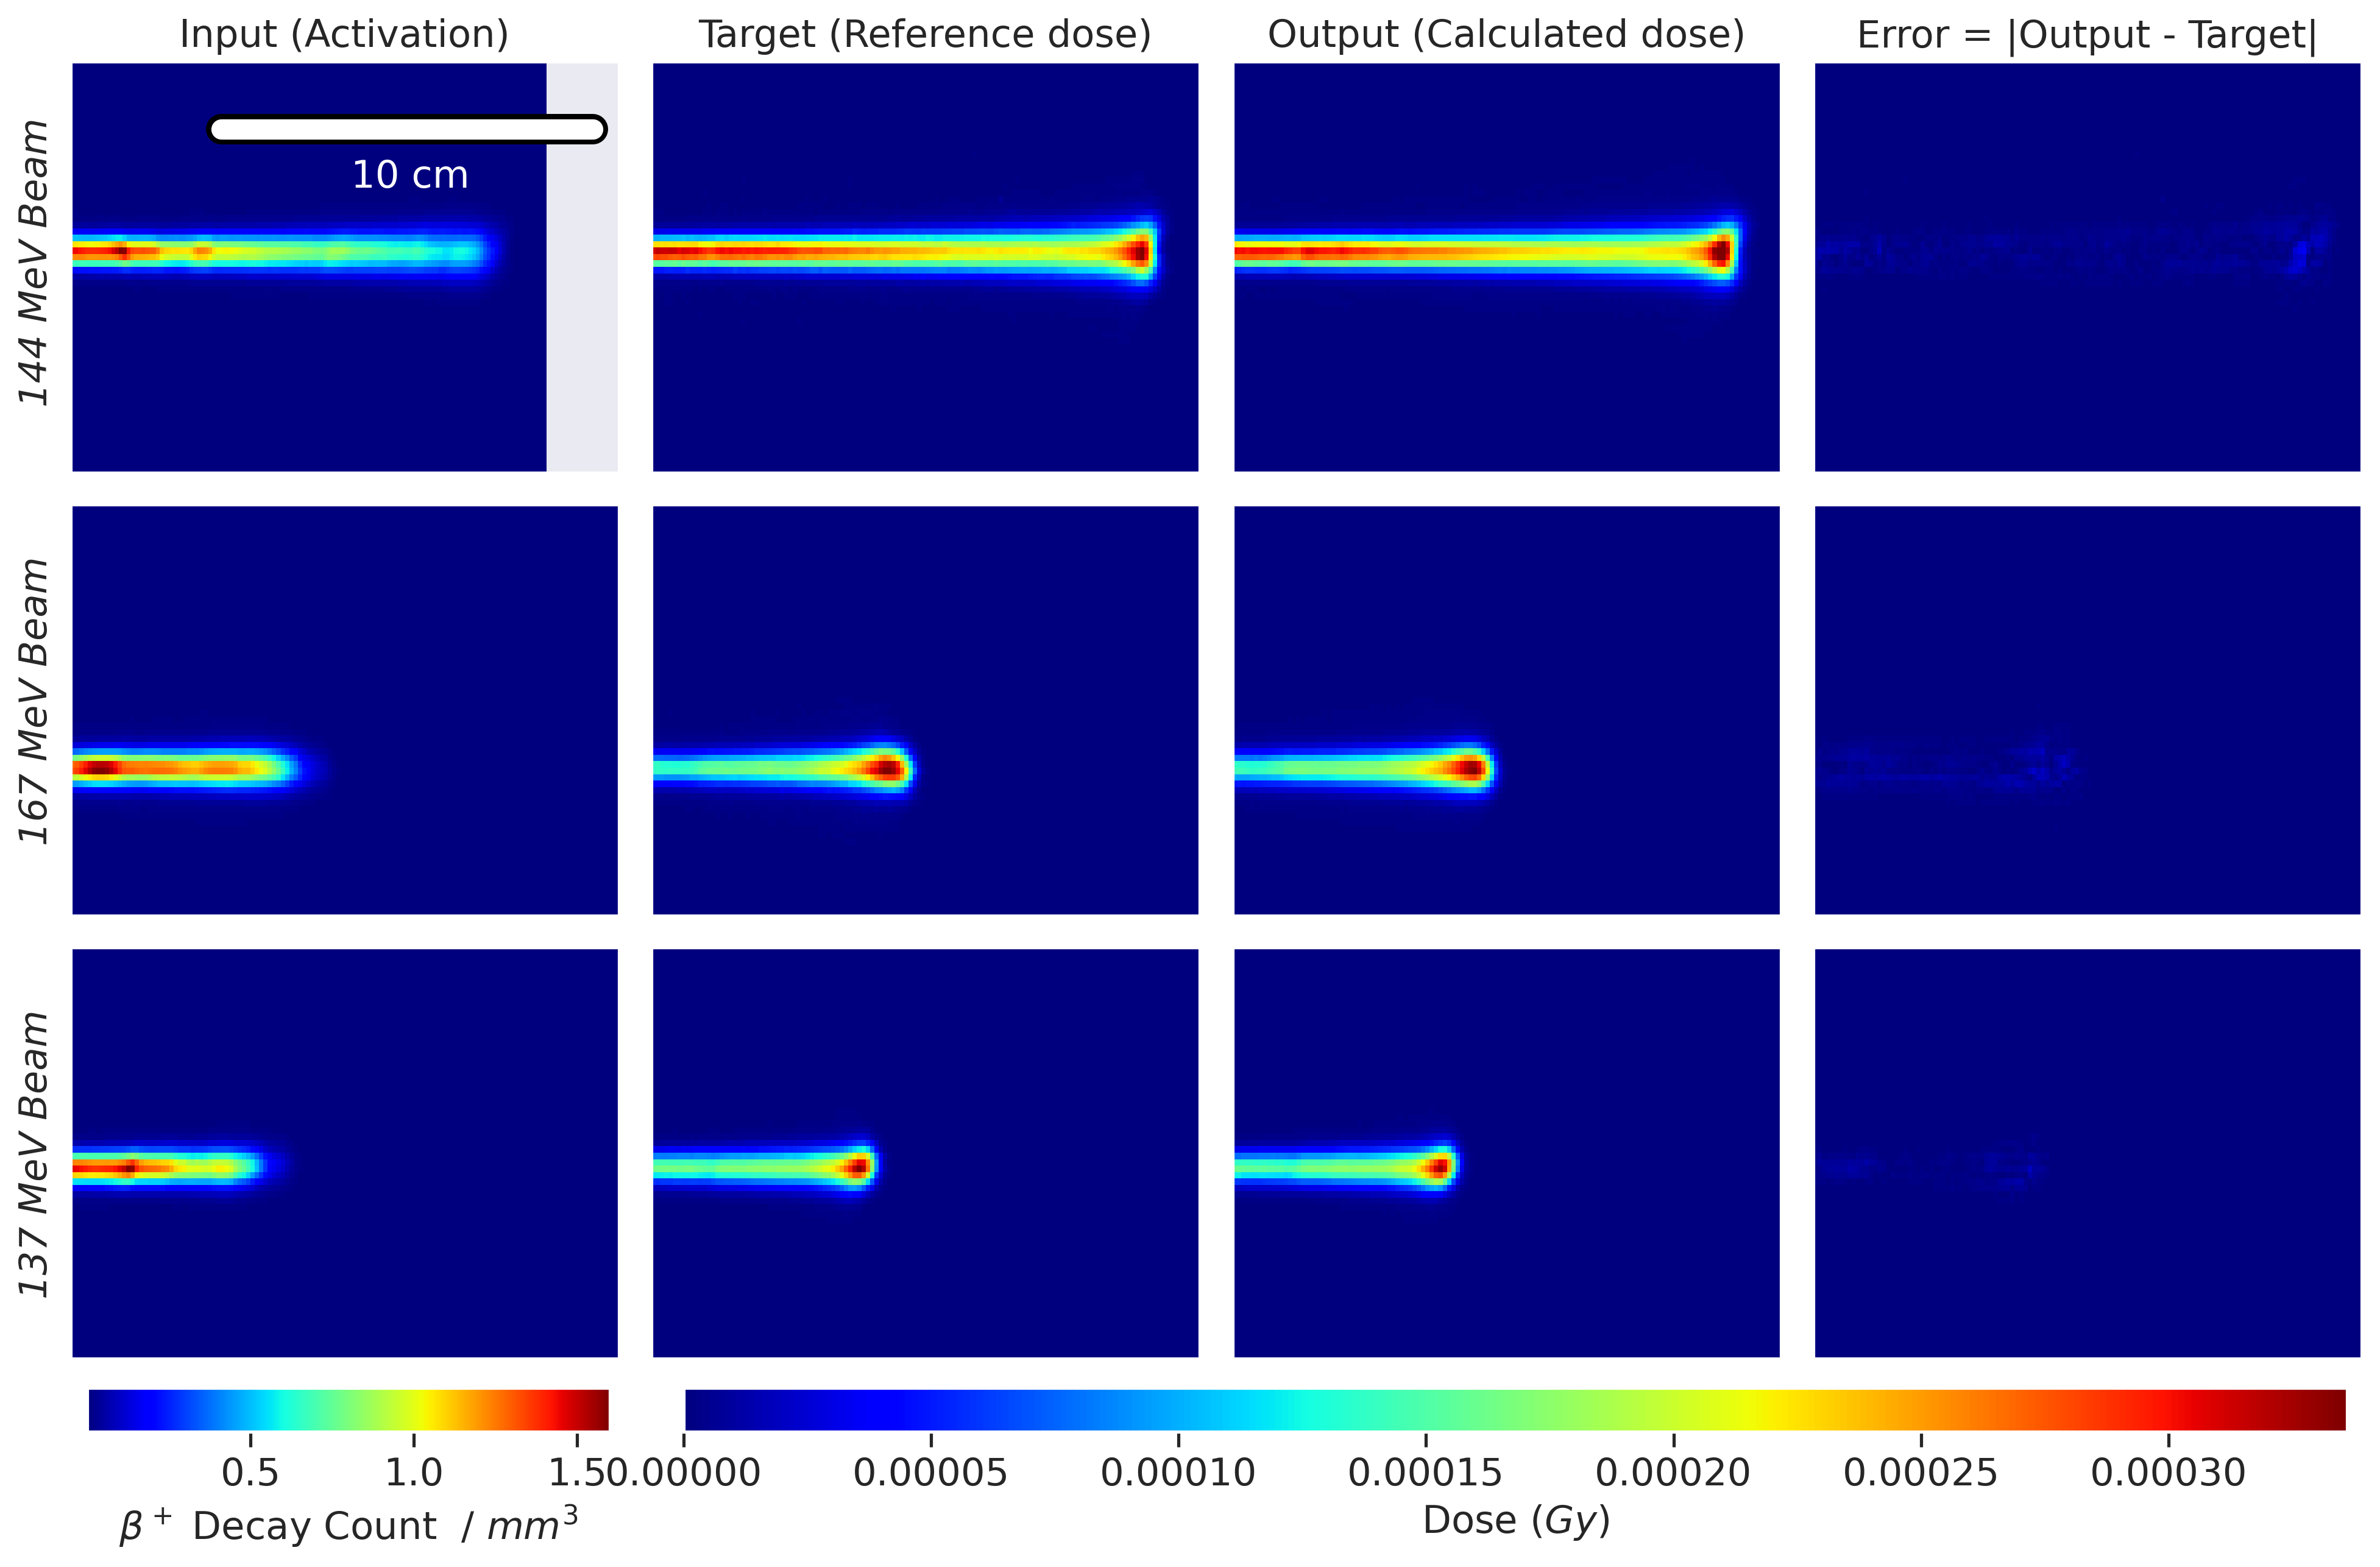 Input (Activation)
Target (Reference dose)
Output (Calculated dose)
Error = |Output - Target|
144 MeV Beam
10 cm
167 MeV Beam
137 MeV Beam
0.5 1.0 1.5
0.00000 0.00005 0.00010 0.00015 0.00020 0.00025 0.00030
β⁺ Decay Count / mm³
Dose (Gy)